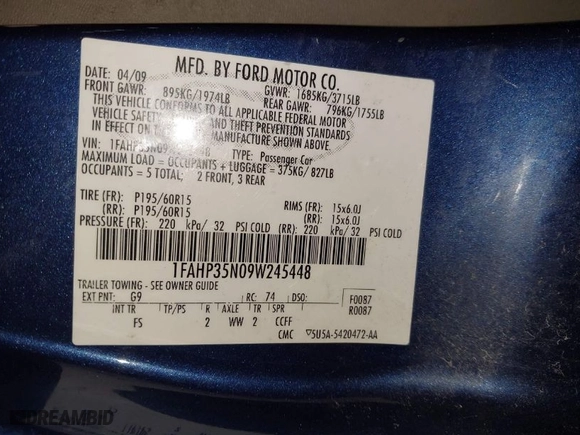 MFD. BY FORD MOTOR CO.
DATE: 04/09 GVWR: 1685KG/3715LB
FRONT GAWR: 895KG/1974LB REAR GAWR: 796KG/1755LB
THIS VEHICLE CONFORMS TO ALL APPLICABLE FEDERAL MOTOR
VEHICLE SAFETY AND THEFT PREVENTION STANDARDS
IN EFFECT ON MANUFACTURE SHOWN ABOVE.
VIN: TYPE: Passenger Car
MAXIMUM LOAD = OCCUPANTS + LUGGAGE = 375KG/ 827LB
OCCUPANTS = 5 TOTAL; 2 FRONT, 3 REAR
TIRE (FR): P195/60R15 RIMS (FR): 15x6.0J
(RR): P195/60R15 (RR): 15x6.0J
PRESSURE (FR): 220 kPa/ 32 PSI COLD (RR): 220 kPa/ 32 PSI COLD
1FAHP35N09W245448
TRAILER TOWING - SEE OWNER GUIDE
EXT PNT: G9 RC: 74 DSO: F0087
INT TR TP/PS R AXLE TR SPR R0087
FS 2 WW 2 CCFF
CMC ▽5U5A-5420472-AA
DREAMBID